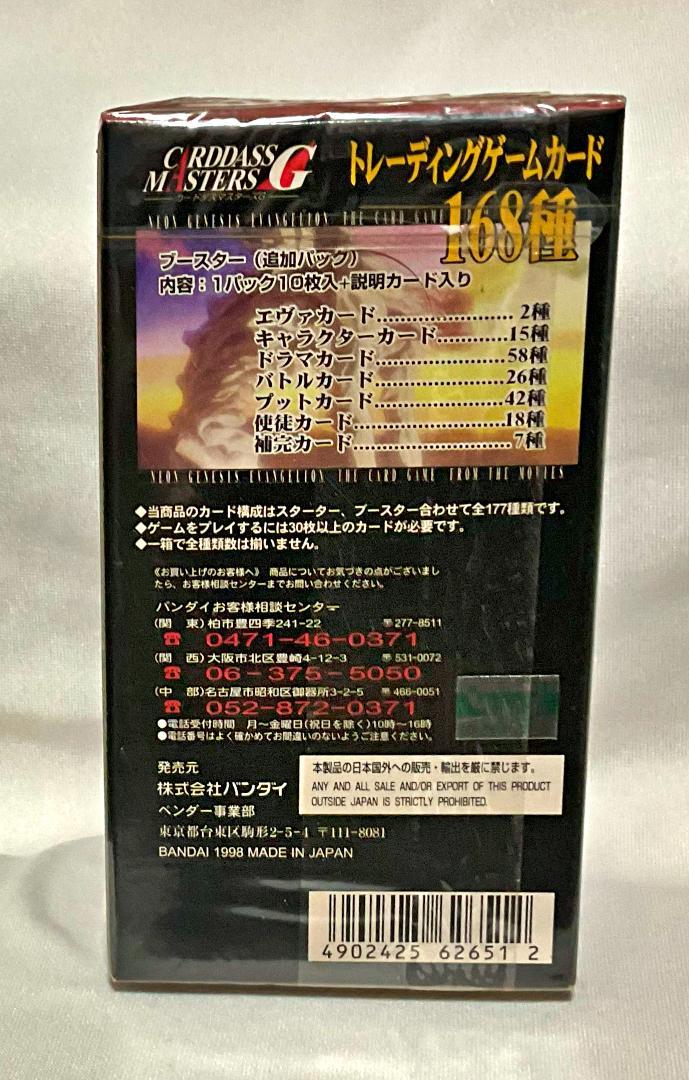 CARDDASS
MASTERS G
カードダスマスターズG
トレーディングゲームカード
168種
NEON GENESIS EVANGELION THE CARD GAME
ブースター（追加パック）
内容：1パック10枚入+説明カード入り
エヴァカード……………………2種
キャラクターカード…………15種
ドラマカード…………………58種
バトルカード…………………26種
プットカード…………………42種
使徒カード……………………18種
補完カード……………………7種
NEON GENESIS EVANGELION THE CARD GAME FROM THE MOVIES
◆当商品のカード構成はスターター、ブースター合わせて全177種類です。
◆ゲームをプレイするには30枚以上のカードが必要です。
◆一箱で全種類数は揃いません。
《お買い上げのお客様へ》 商品についてお気づきの点がございまし
たら、お客様相談センターまでお問い合わせください。
バンダイお客様相談センター
(関 東)柏市豊四季241-22 〒277-8511
☎ 0471-46-0371
(関 西)大阪市北区豊崎4-12-3 〒531-0072
☎ 06-375-5050
(中 部)名古屋市昭和区御器所3-2-5 〒466-0051
☎ 052-872-0371
●電話受付時間 月〜金曜日(祝日を除く)10時〜16時
●電話番号はよく確かめてお間違いのないようご注意ください。
発売元
株式会社バンダイ
ベンダー事業部
東京都台東区駒形2-5-4 〒111-8081
BANDAI 1998 MADE IN JAPAN
本製品の日本国外への販売・輸出を厳に禁じます。
ANY AND ALL SALE AND/OR EXPORT OF THIS PRODUCT
OUTSIDE JAPAN IS STRICTLY PROHIBITED.
4902425 62651 2